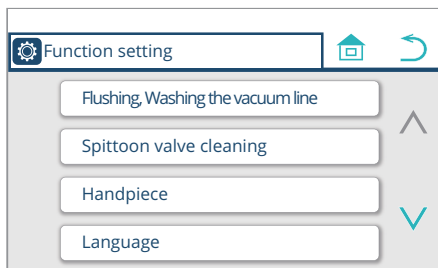 Function setting
Flushing, Washing the vacuum line
Spittoon valve cleaning
Handpiece
Language